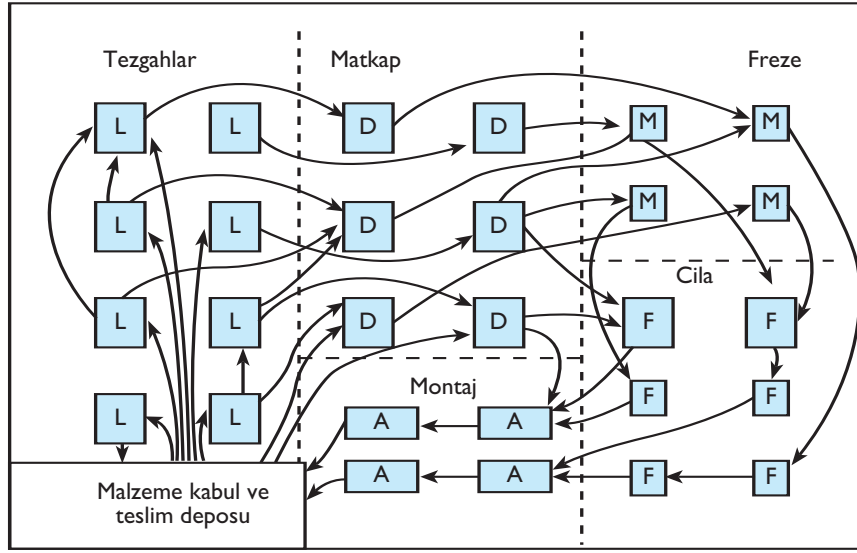 Tezgahlar Matkap Freze
L L D D M M
L L D D M M
Cila
L L D D F F
Montaj
L L A A F F
A A F F
Malzeme kabul ve
teslim deposu